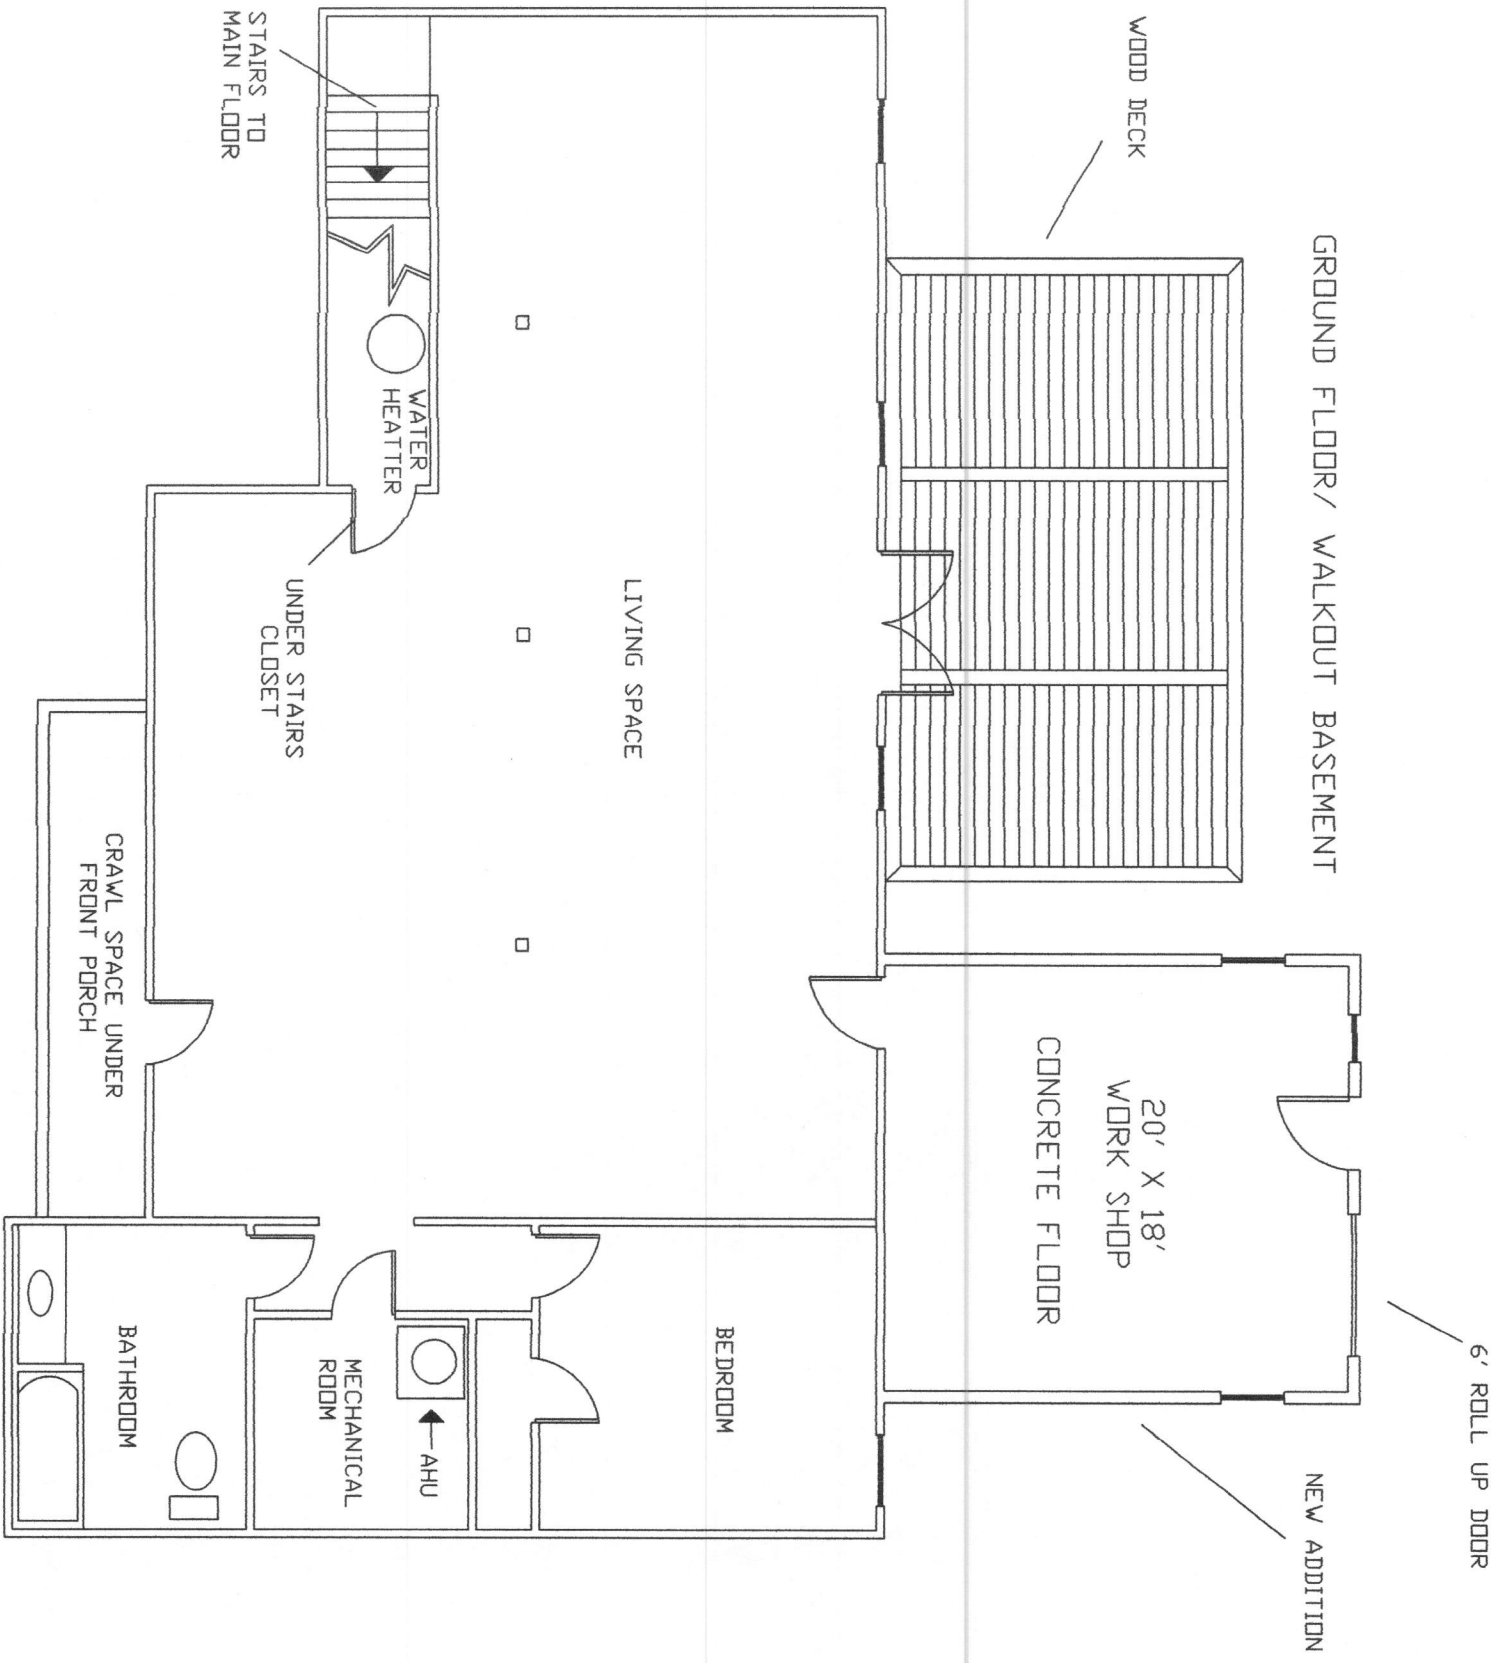 GROUND FLOOR/ WALKOUT BASEMENT
WOOD DECK
6' ROLL UP DOOR
NEW ADDITION
20' X 18'
WORK SHOP
CONCRETE FLOOR
LIVING SPACE
BEDROOM
STAIRS TO
MAIN FLOOR
WATER
HEATTER
UNDER STAIRS
CLOSET
AHU
MECHANICAL
ROOM
BATHROOM
CRAWL SPACE UNDER
FRONT PORCH